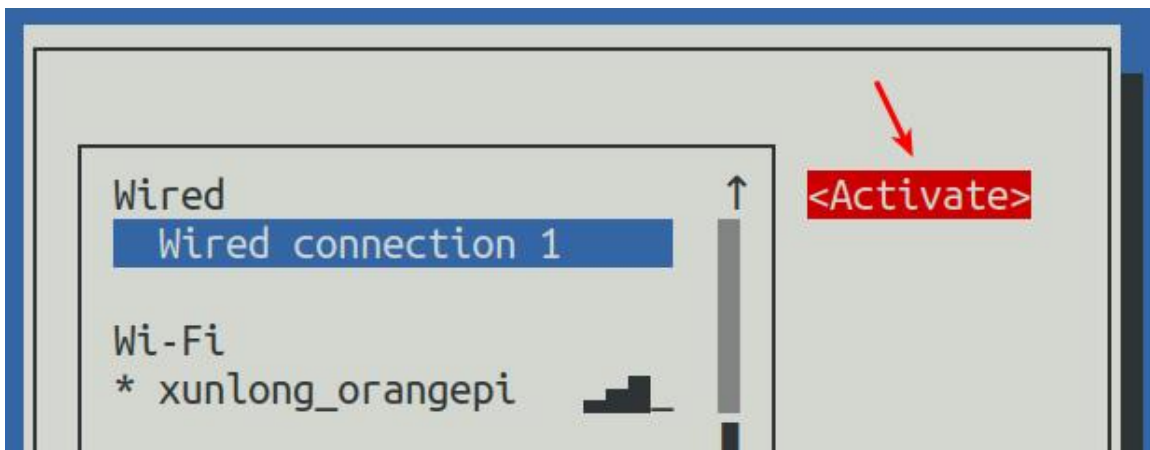 Wired
<Activate>
Wired connection 1
Wi-Fi
* xunlong_orangepi